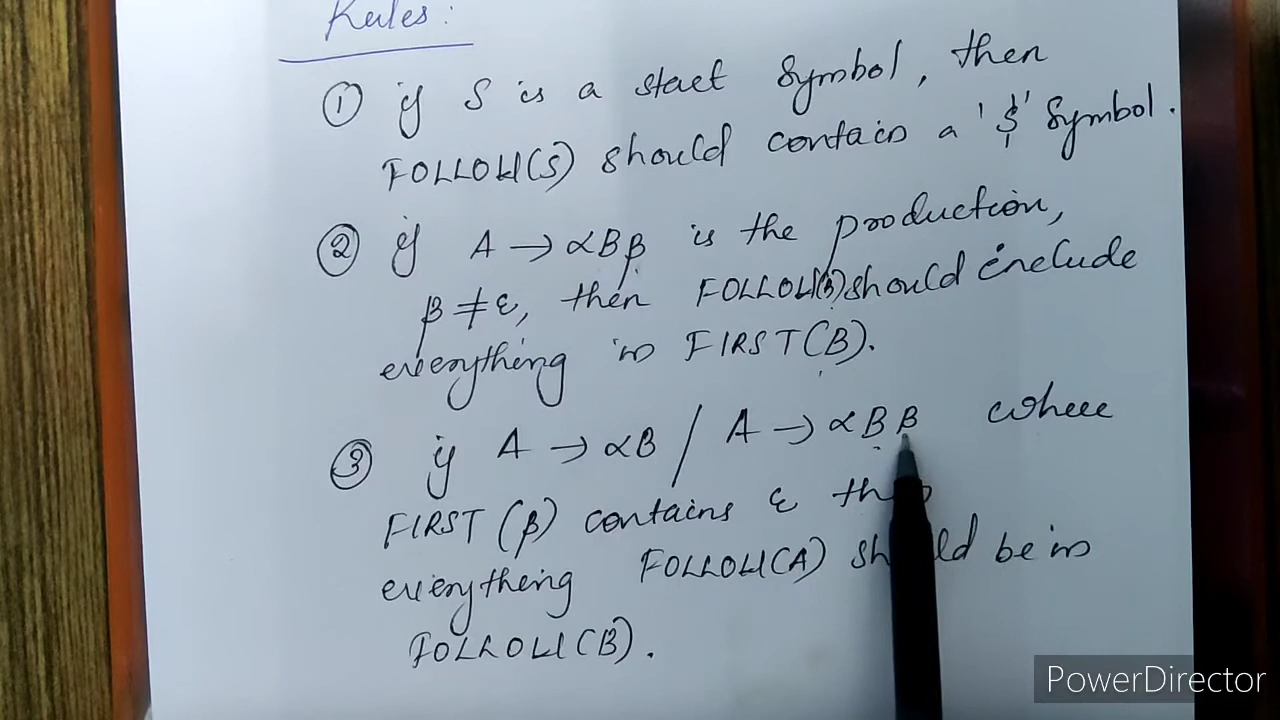 Rules:
① if S is a start Symbol, then
FOLLOW(S) should contain a '$' Symbol.
② if A → αBβ is the production,
β ≠ ε, then FOLLOW(B) should include
everything in FIRST(B).
③ if A → αB / A → αBβ where
FIRST(β) contains ε
everything FOLLOW(A) should be in
FOLLOW(B).
PowerDirector